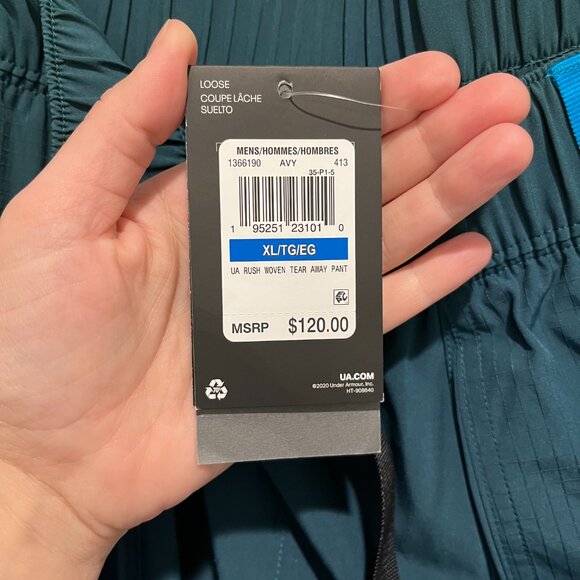 LOOSE
COUPE LÂCHE
SUELTO
MENS/HOMMES/HOMBRES
1366190 AVY 413
35-P1-5
1 95251 23101 0
XL/TG/EG
UA RUSH WOVEN TEAR AWAY PANT
MSRP $120.00
UA.COM
©2020 Under Armour, Inc.
HT-908640